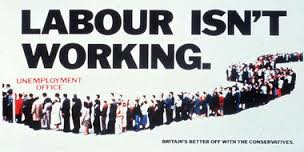 LABOUR ISN'T
WORKING.
UNEMPLOYMENT
OFFICE
BRITAIN'S BETTER OFF WITH THE CONSERVATIVES.